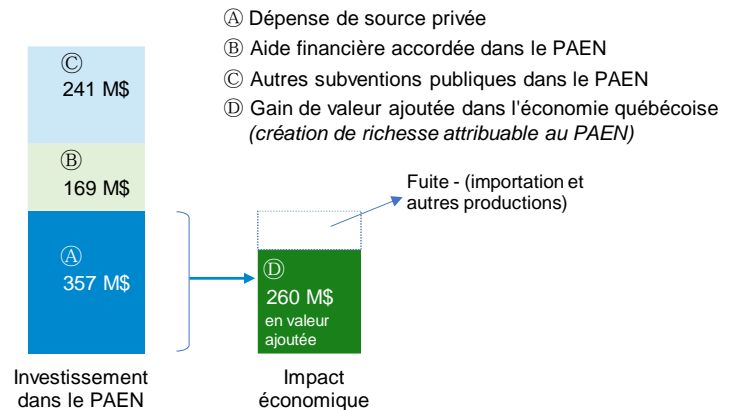 Ⓐ Dépense de source privée
Ⓑ Aide financière accordée dans le PAEN
Ⓒ Autres subventions publiques dans le PAEN
Ⓓ Gain de valeur ajoutée dans l'économie québécoise
(création de richesse attribuable au PAEN)
Ⓒ
241 M$
Ⓑ
169 M$
Ⓐ
357 M$
Fuite - (importation et
autres productions)
Ⓓ
260 M$
en valeur
ajoutée
Investissement
dans le PAEN
Impact
économique